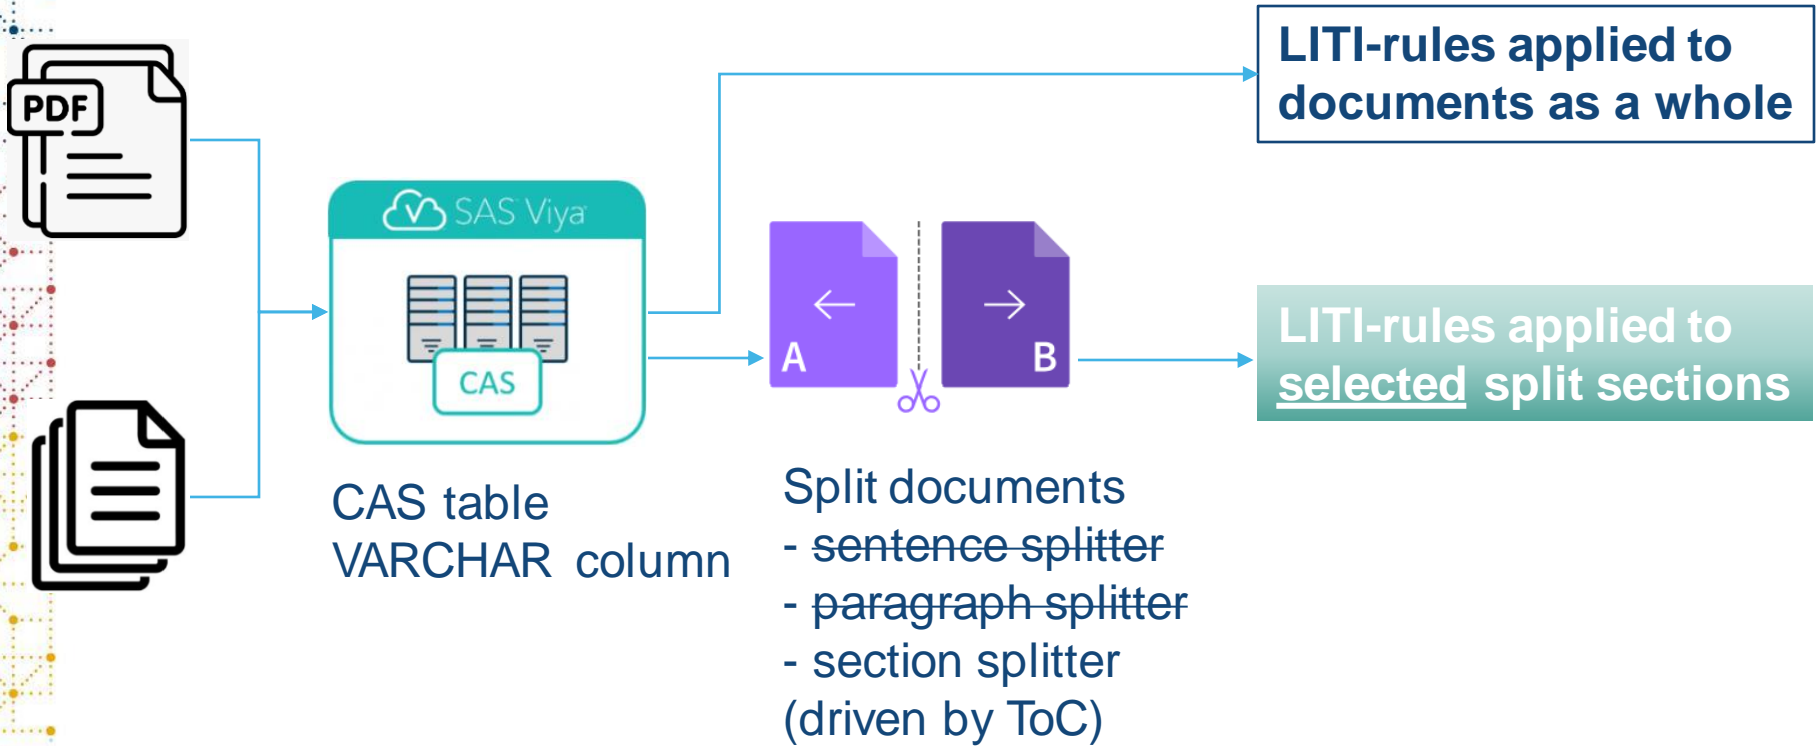 PDF
SAS Viya
CAS
CAS table
VARCHAR column
A
B
Split documents
- sentence splitter
- paragraph splitter
- section splitter
(driven by ToC)
LITI-rules applied to
documents as a whole
LITI-rules applied to
selected split sections